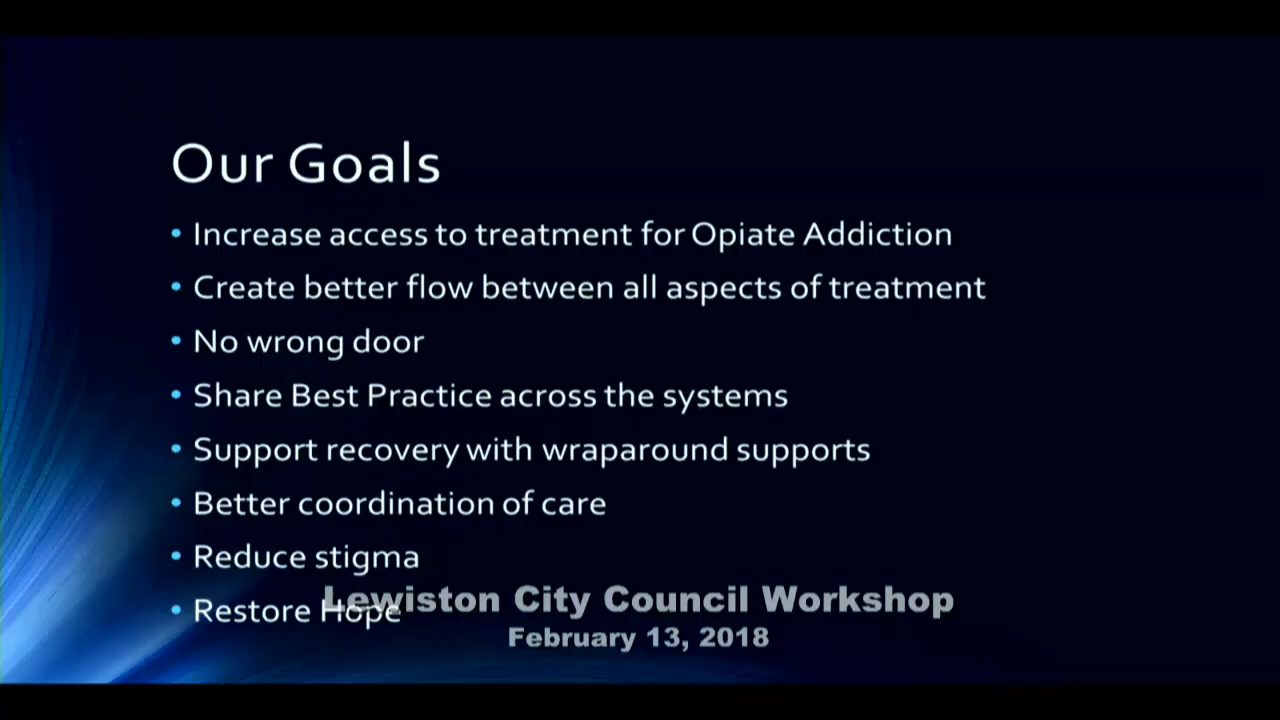 Our Goals
• Increase access to treatment for Opiate Addiction
• Create better flow between all aspects of treatment
• No wrong door
• Share Best Practice across the systems
• Support recovery with wraparound supports
• Better coordination of care
• Reduce stigma
• Restore Hope
Lewiston City Council Workshop
February 13, 2018